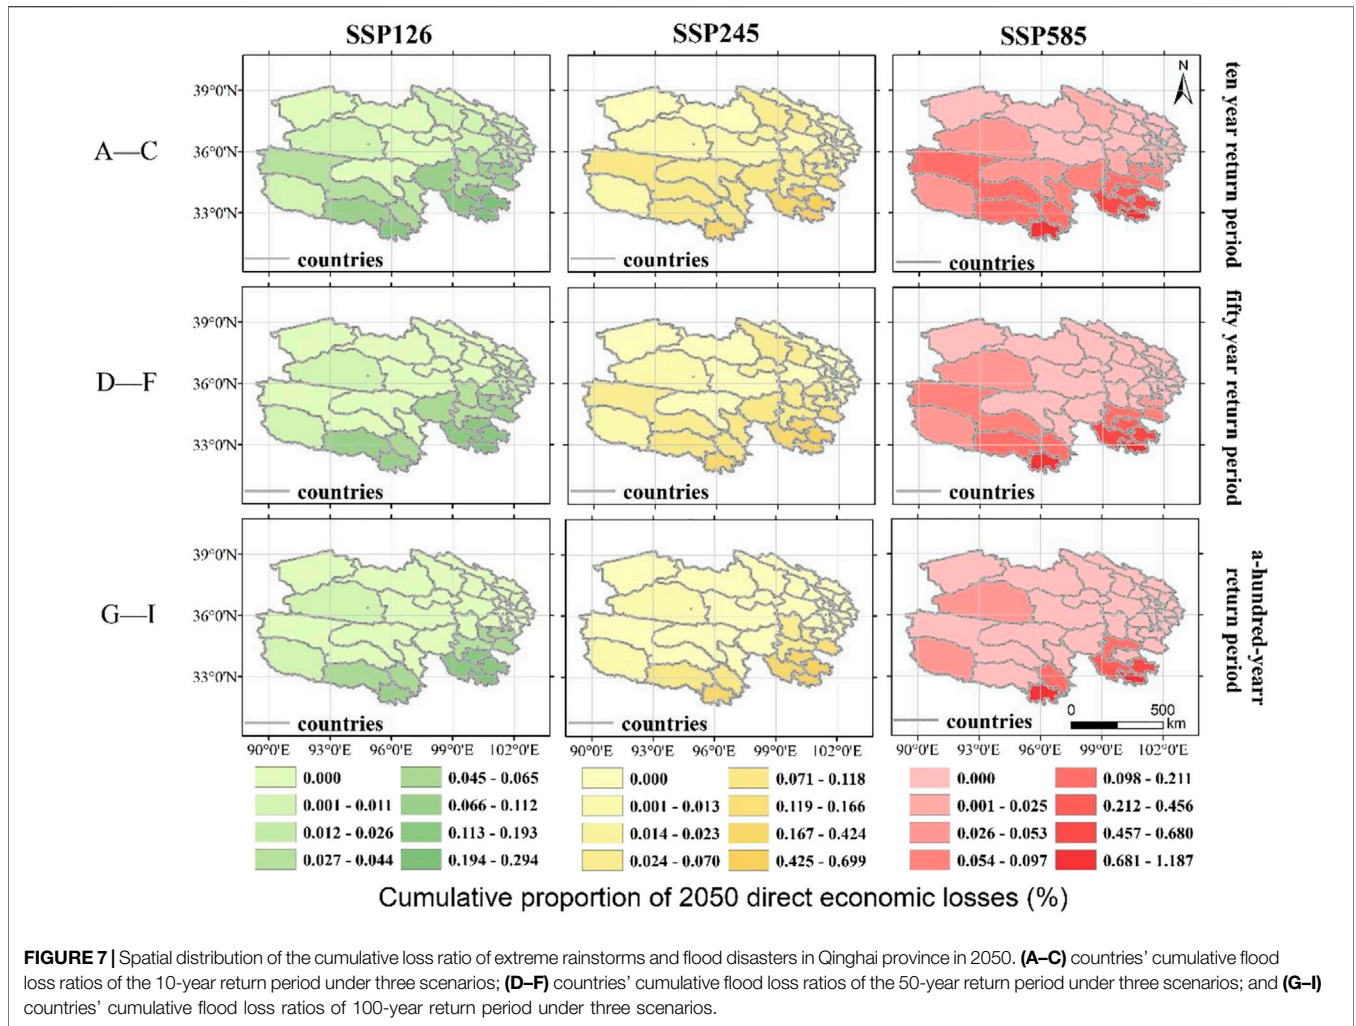 SSP126
SSP245
SSP585
39°0'N
36°0'N
33°0'N
A—C
countries
countries
countries
N
ten year return period
39°0'N
36°0'N
33°0'N
D—F
countries
countries
countries
fifty year return period
39°0'N
36°0'N
33°0'N
G—I
countries
countries
countries
0 500
km
a-hundred-yearr
return period
90°0'E 93°0'E 96°0'E 99°0'E 102°0'E
90°0'E 93°0'E 96°0'E 99°0'E 102°0'E
90°0'E 93°0'E 96°0'E 99°0'E 102°0'E
0.000 0.045 - 0.065
0.001 - 0.011 0.066 - 0.112
0.012 - 0.026 0.113 - 0.193
0.027 - 0.044 0.194 - 0.294
0.000 0.071 - 0.118
0.001 - 0.013 0.119 - 0.166
0.014 - 0.023 0.167 - 0.424
0.024 - 0.070 0.425 - 0.699
0.000 0.098 - 0.211
0.001 - 0.025 0.212 - 0.456
0.026 - 0.053 0.457 - 0.680
0.054 - 0.097 0.681 - 1.187
Cumulative proportion of 2050 direct economic losses (%)
FIGURE 7 | Spatial distribution of the cumulative loss ratio of extreme rainstorms and flood disasters in Qinghai province in 2050. (A–C) countries' cumulative flood
loss ratios of the 10-year return period under three scenarios; (D–F) countries' cumulative flood loss ratios of the 50-year return period under three scenarios; and (G–I)
countries' cumulative flood loss ratios of 100-year return period under three scenarios.